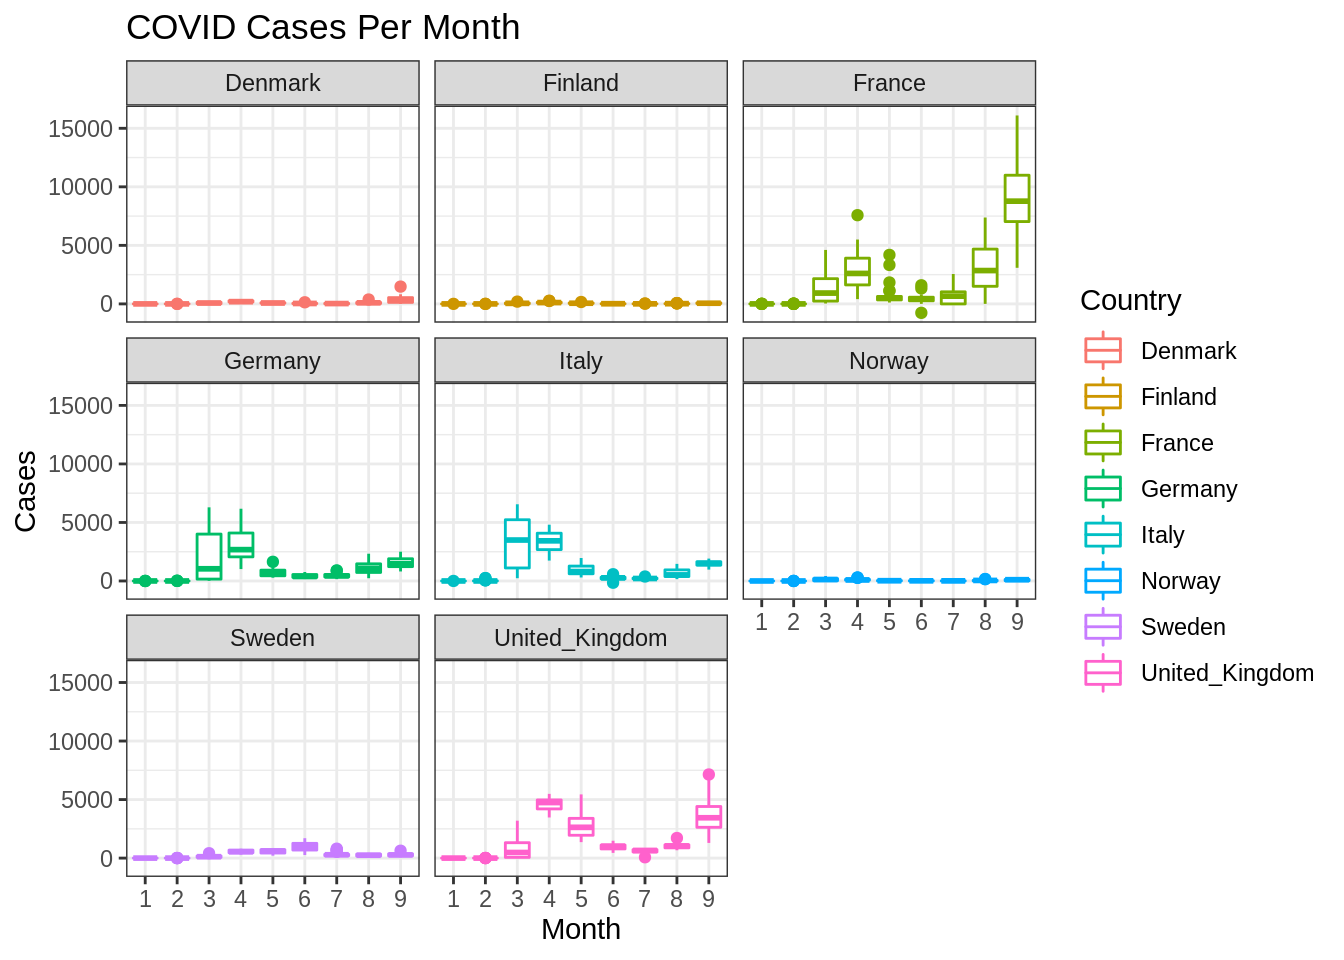 COVID Cases Per Month
Denmark
Finland
France
15000
10000
5000
0
Germany
Italy
Norway
15000
10000
5000
0
1 2 3 4 5 6 7 8 9
Sweden
United_Kingdom
15000
10000
5000
0
1 2 3 4 5 6 7 8 9
1 2 3 4 5 6 7 8 9
Month
Cases
Country
Denmark
Finland
France
Germany
Italy
Norway
Sweden
United_Kingdom